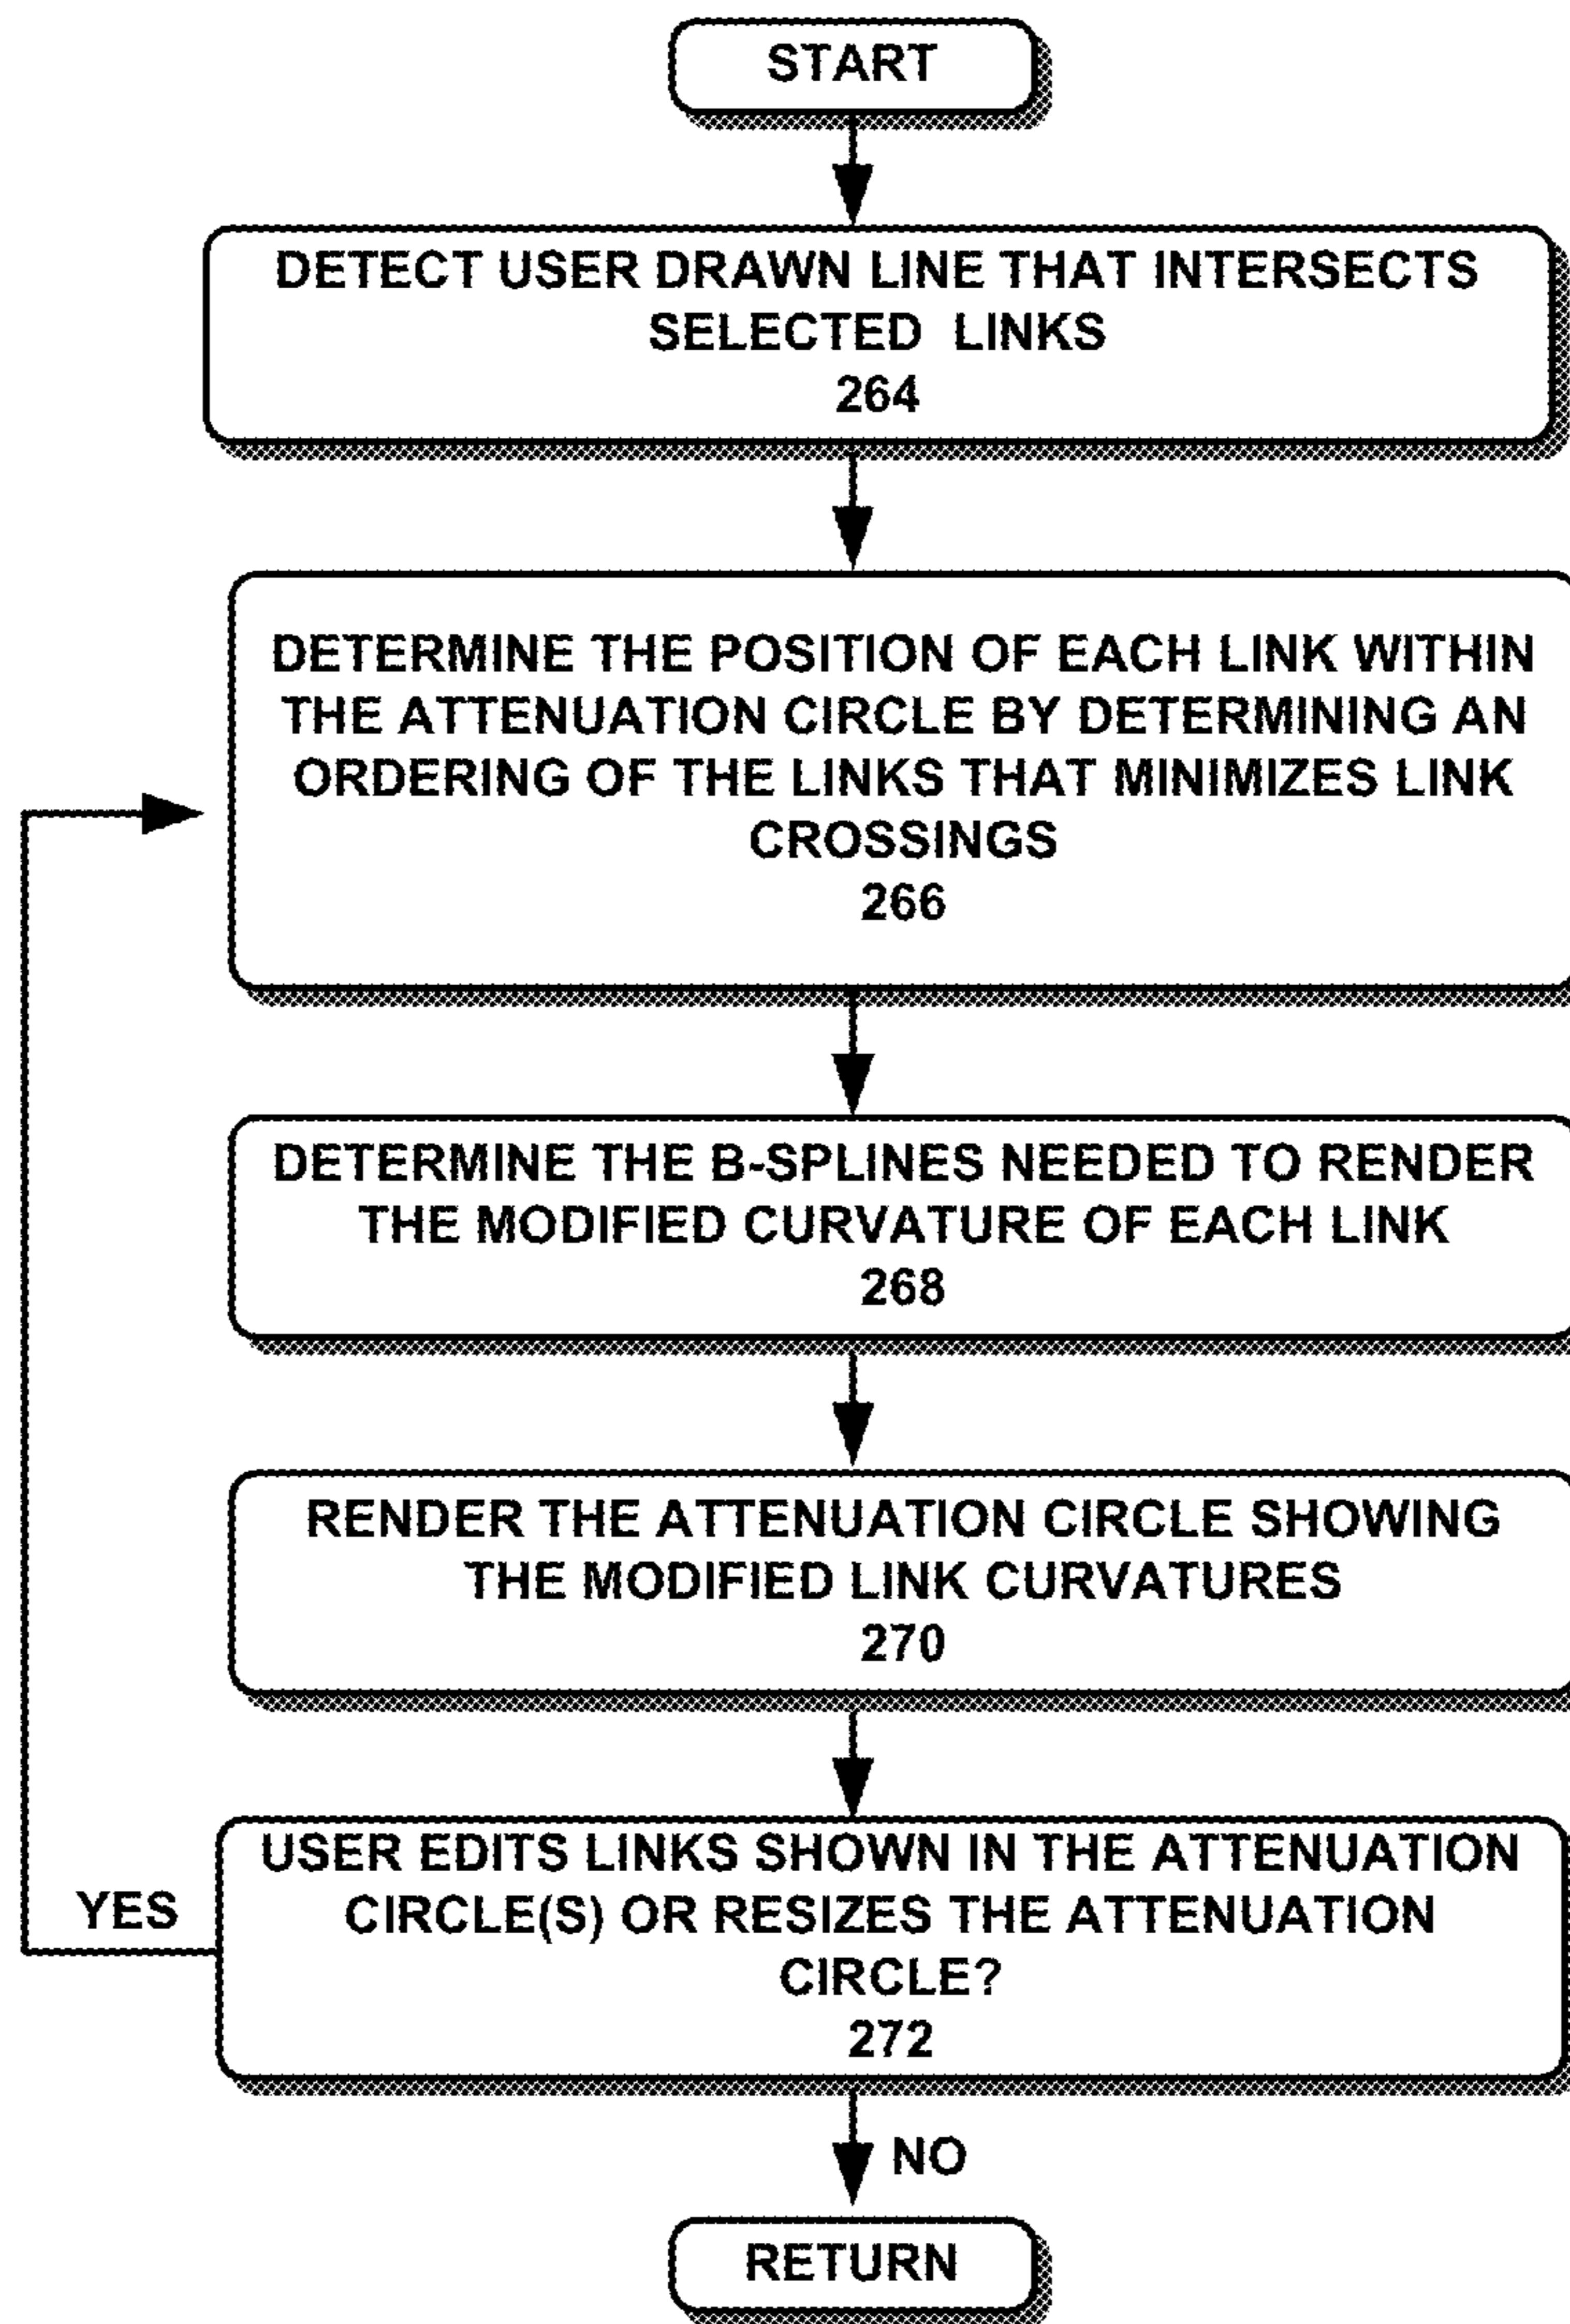 START
DETECT USER DRAWN LINE THAT INTERSECTS
SELECTED LINKS
264
DETERMINE THE POSITION OF EACH LINK WITHIN
THE ATTENUATION CIRCLE BY DETERMINING AN
ORDERING OF THE LINKS THAT MINIMIZES LINK
CROSSINGS
266
DETERMINE THE B-SPLINES NEEDED TO RENDER
THE MODIFIED CURVATURE OF EACH LINK
268
RENDER THE ATTENUATION CIRCLE SHOWING
THE MODIFIED LINK CURVATURES
270
USER EDITS LINKS SHOWN IN THE ATTENUATION
CIRCLE(S) OR RESIZES THE ATTENUATION
CIRCLE?
272
YES
NO
RETURN